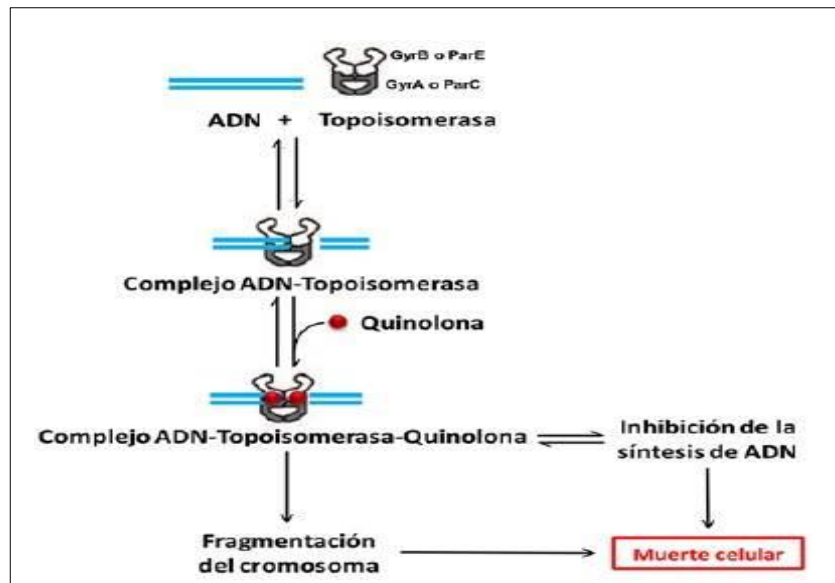 GyrB o ParE
GyrA o ParC
ADN + Topoisomerasa
Complejo ADN-Topoisomerasa
Quinolona
Complejo ADN-Topoisomerasa-Quinolona
Inhibición de la
síntesis de ADN
Fragmentación
del cromosoma
Muerte celular